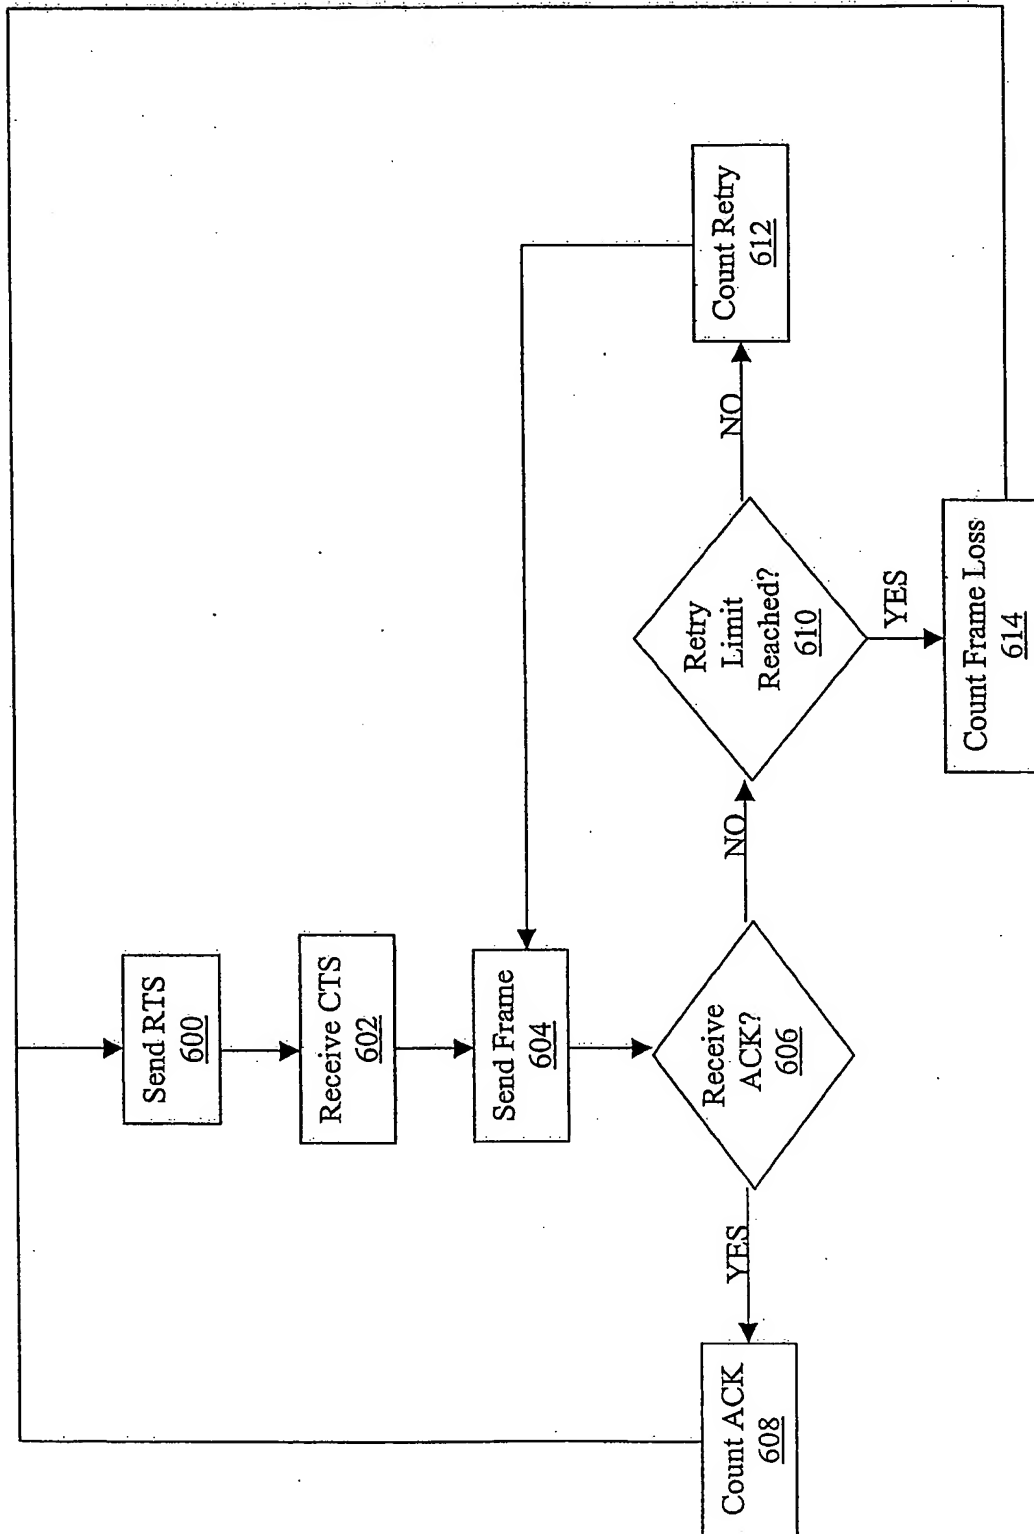 Send RTS
600
Receive CTS
602
Send Frame
604
Receive
ACK?
606
YES
NO
Count ACK
608
Retry
Limit
Reached?
610
NO
YES
Count Retry
612
Count Frame Loss
614